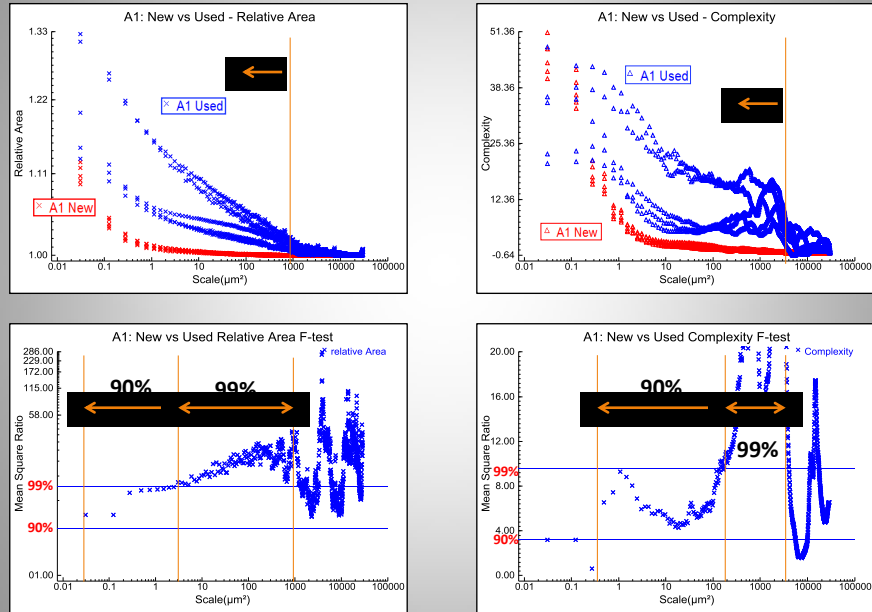 A1: New vs Used - Relative Area
1.33
1.22
1.11
1.00
Relative Area
A1 Used
A1 New
0.01 0.1 1 10 100 1000 10000 100000
Scale(µm²)
A1: New vs Used - Complexity
51.36
38.36
25.36
12.36
-0.64
Complexity
A1 Used
A1 New
0.01 0.1 1 10 100 1000 10000 100000
Scale(µm²)
A1: New vs Used Relative Area F-test
relative Area
286.00
229.00
172.00
115.00
58.00
01.00
Mean Square Ratio
90% 99%
99%
90%
0.01 0.1 1 10 100 1000 10000 100000
Scale(µm²)
A1: New vs Used Complexity F-test
Complexity
20.00
16.00
12.00
8.00
4.00
0.00
Mean Square Ratio
90%
99%
99%
90%
0.01 0.1 1 10 100 1000 10000 100000
Scale(µm²)